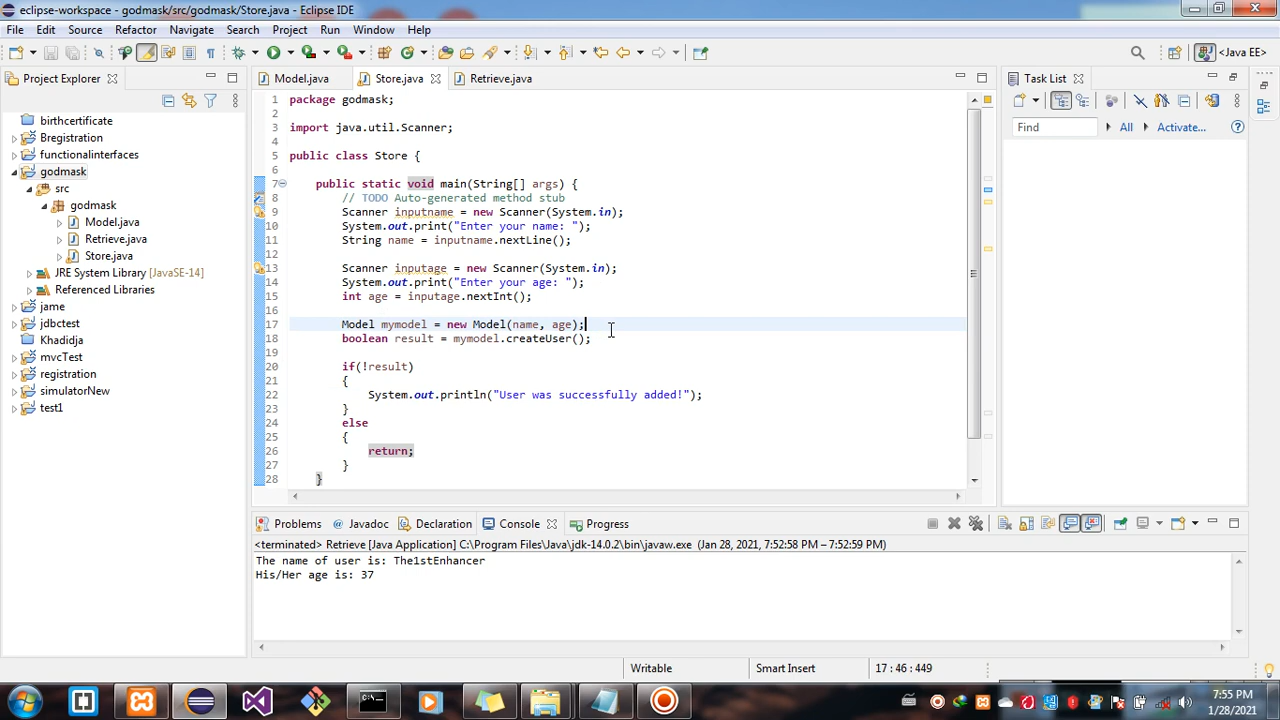 eclipse-workspace - godmask/src/godmask/Store.java - Eclipse IDE
File Edit Source Refactor Navigate Search Project Run Window Help
<Java EE>
Project Explorer
Model.java Store.java Retrieve.java
Task List
birthcertificate
Bregistration
functionalinterfaces
godmask
src
godmask
Model.java
Retrieve.java
Store.java
JRE System Library [JavaSE-14]
Referenced Libraries
jame
jdbctest
Khadidja
mvcTest
registration
simulatorNew
test1
1 package godmask;
2
3 import java.util.Scanner;
4
5 public class Store {
6
7 public static void main(String[] args) {
8 // TODO Auto-generated method stub
9 Scanner inputname = new Scanner(System.in);
10 System.out.print("Enter your name: ");
11 String name = inputname.nextLine();
12
13 Scanner inputage = new Scanner(System.in);
14 System.out.print("Enter your age: ");
15 int age = inputage.nextInt();
16
17 Model mymodel = new Model(name, age);
18 boolean result = mymodel.createUser();
19
20 if(!result)
21 {
22 System.out.println("User was successfully added!");
23 }
24 else
25 {
26 return;
27 }
28 }
Find All Activate...
Problems Javadoc Declaration Console Progress
<terminated> Retrieve [Java Application] C:\Program Files\Java\jdk-14.0.2\bin\javaw.exe (Jan 28, 2021, 7:52:58 PM – 7:52:59 PM)
The name of user is: The1stEnhancer
His/Her age is: 37
Writable Smart Insert 17 : 46 : 449
7:55 PM
1/28/2021